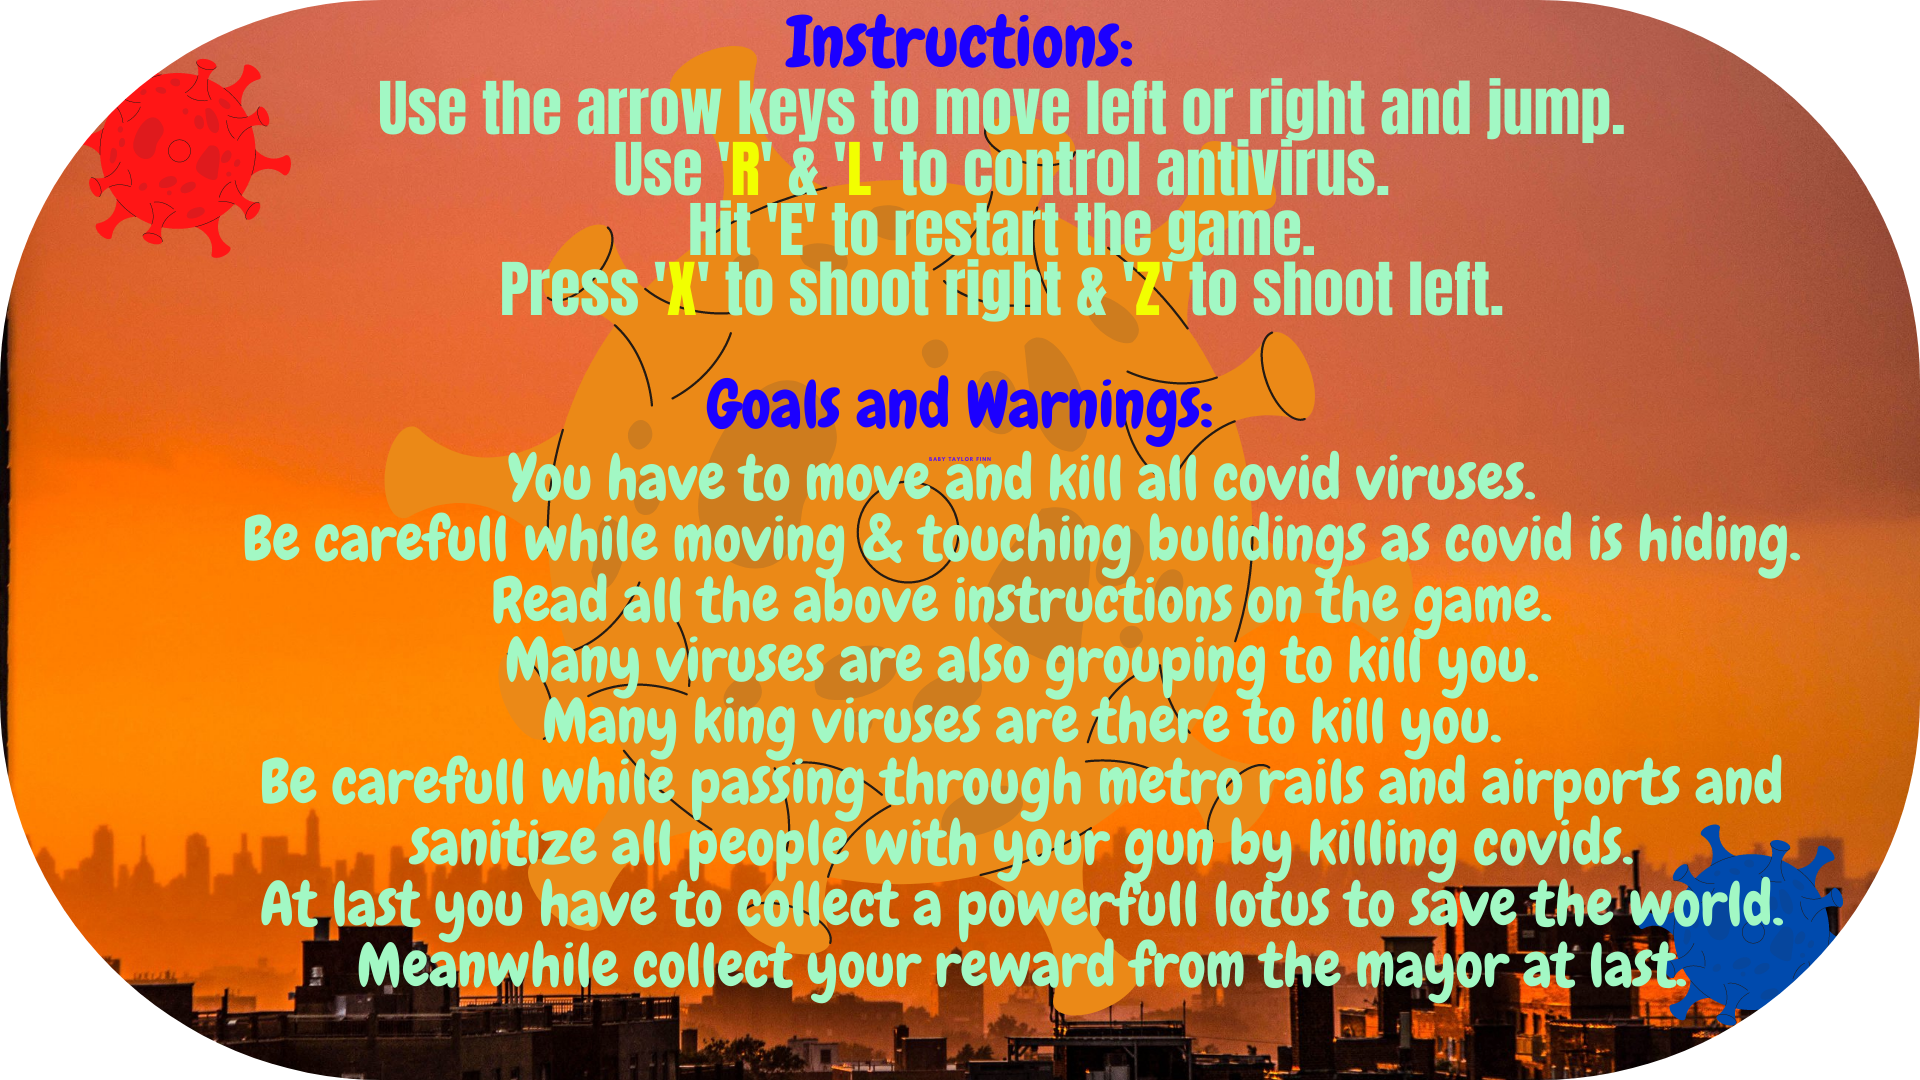 Instructions:
Use the arrow keys to move left or right and jump.
Use 'R' & 'L' to control antivirus.
Hit 'E' to restart the game.
Press 'X' to shoot right & 'Z' to shoot left.
Goals and Warnings:
BABY TAYLOR FINN
You have to move and kill all covid viruses.
Be carefull while moving & touching bulidings as covid is hiding.
Read all the above instructions on the game.
Many viruses are also grouping to kill you.
Many king viruses are there to kill you.
Be carefull while passing through metro rails and airports and
sanitize all people with your gun by killing covids.
At last you have to collect a powerfull lotus to save the world.
Meanwhile collect your reward from the mayor at last.